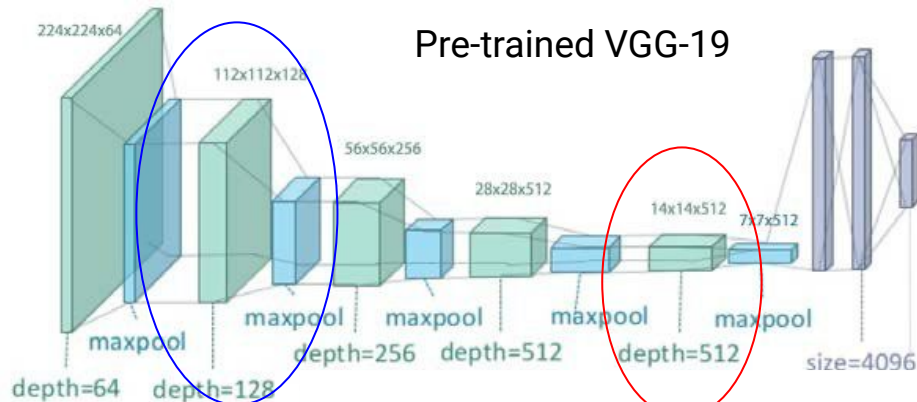 Pre-trained VGG-19
224x224x64
112x112x128
56x56x256
28x28x512
14x14x512
7x7x512
maxpool
maxpool
maxpool
maxpool
maxpool
depth=64
depth=128
depth=256
depth=512
depth=512
size=4096